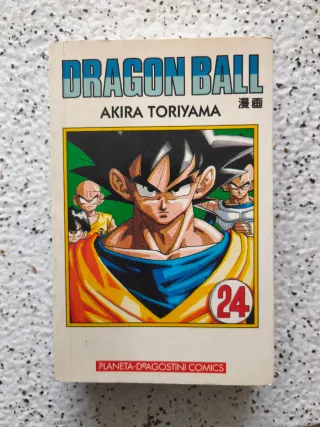 DRAGON BALL
漫画
AKIRA TORIYAMA
24
PLANETA-DeAGOSTINI COMICS